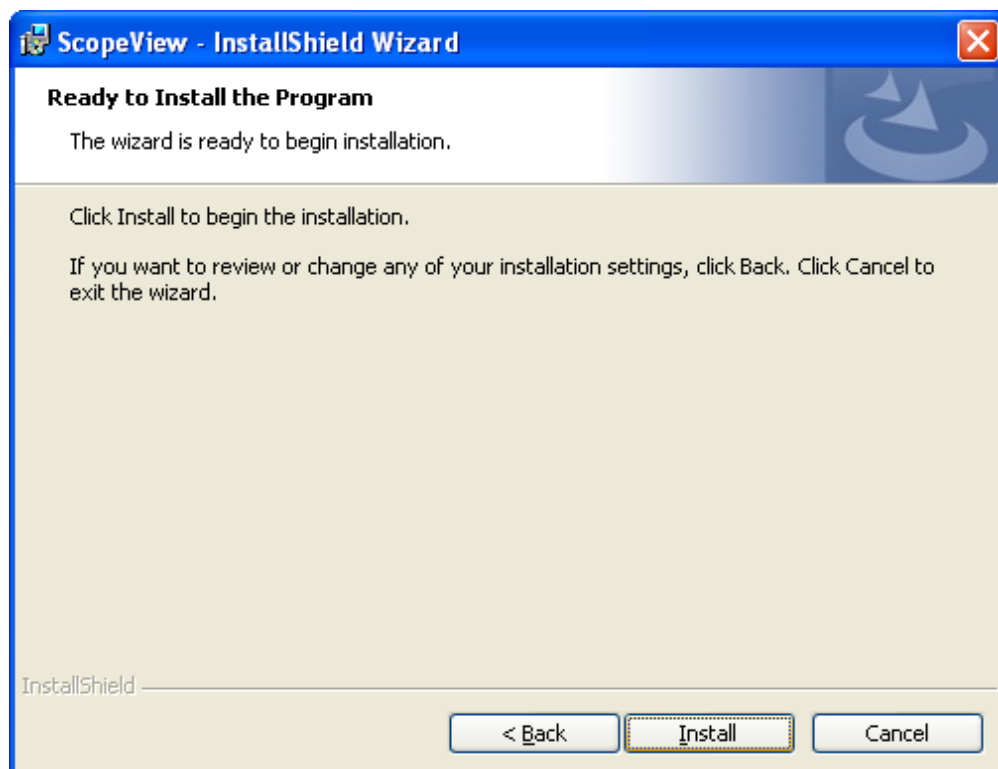 ScopeView - InstallShield Wizard
Ready to Install the Program
The wizard is ready to begin installation.
Click Install to begin the installation.
If you want to review or change any of your installation settings, click Back. Click Cancel to
exit the wizard.
InstallShield
< Back
Install
Cancel